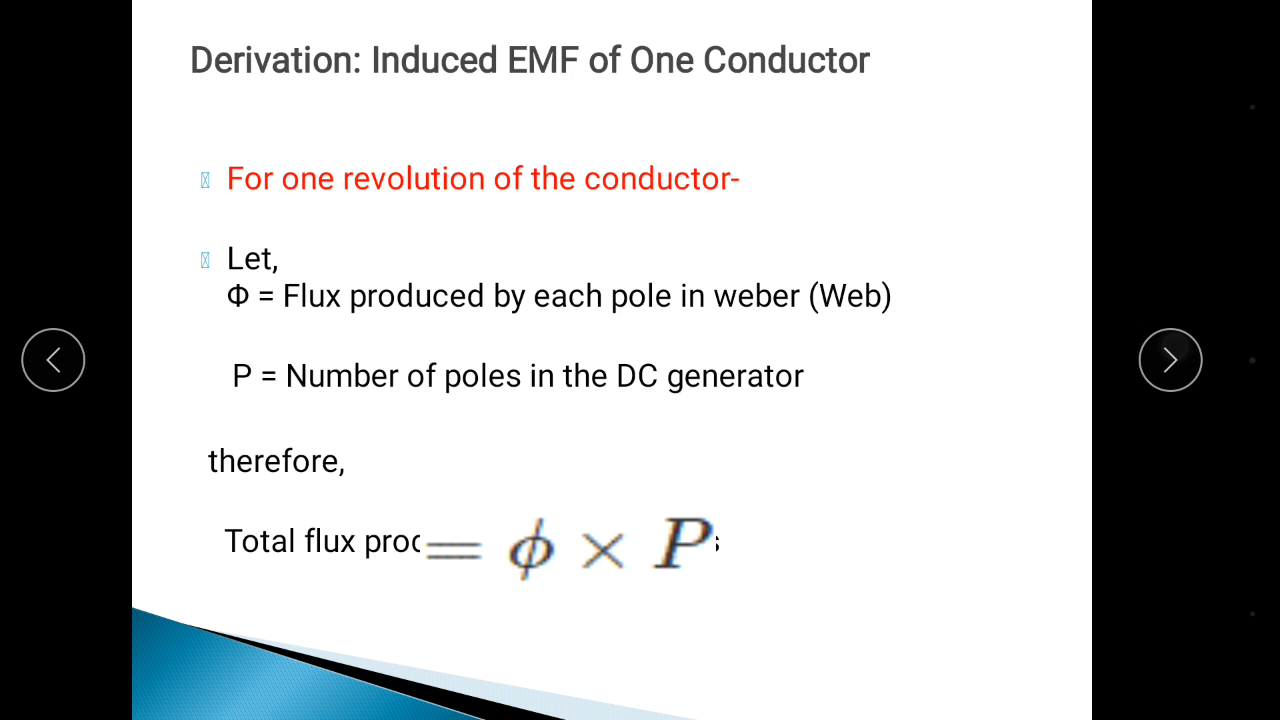 Derivation: Induced EMF of One Conductor
For one revolution of the conductor-
Let,
Φ = Flux produced by each pole in weber (Web)
P = Number of poles in the DC generator
therefore,
Total flux = ϕ × P